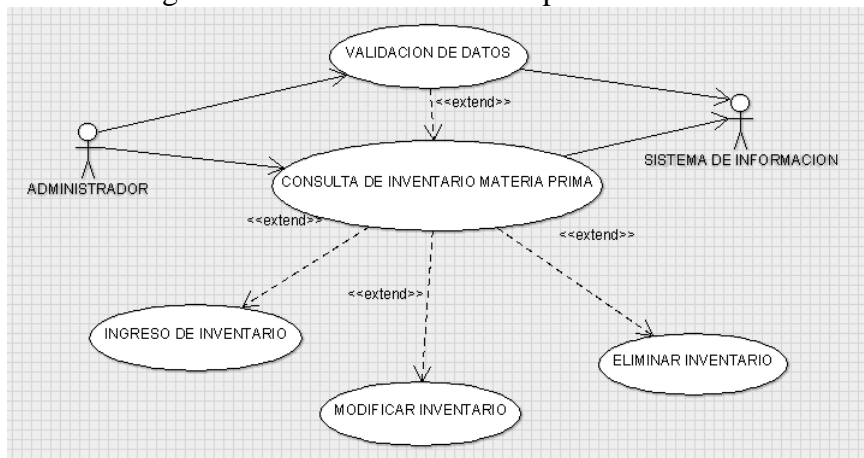 VALIDACION DE DATOS
<<extend>>
SISTEMA DE INFORMACION
ADMINISTRADOR
CONSULTA DE INVENTARIO MATERIA PRIMA
<<extend>>
<<extend>>
<<extend>>
INGRESO DE INVENTARIO
ELIMINAR INVENTARIO
MODIFICAR INVENTARIO